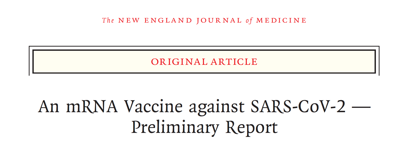 The NEW ENGLAND JOURNAL of MEDICINE
ORIGINAL ARTICLE
An mRNA Vaccine against SARS-CoV-2 —
Preliminary Report